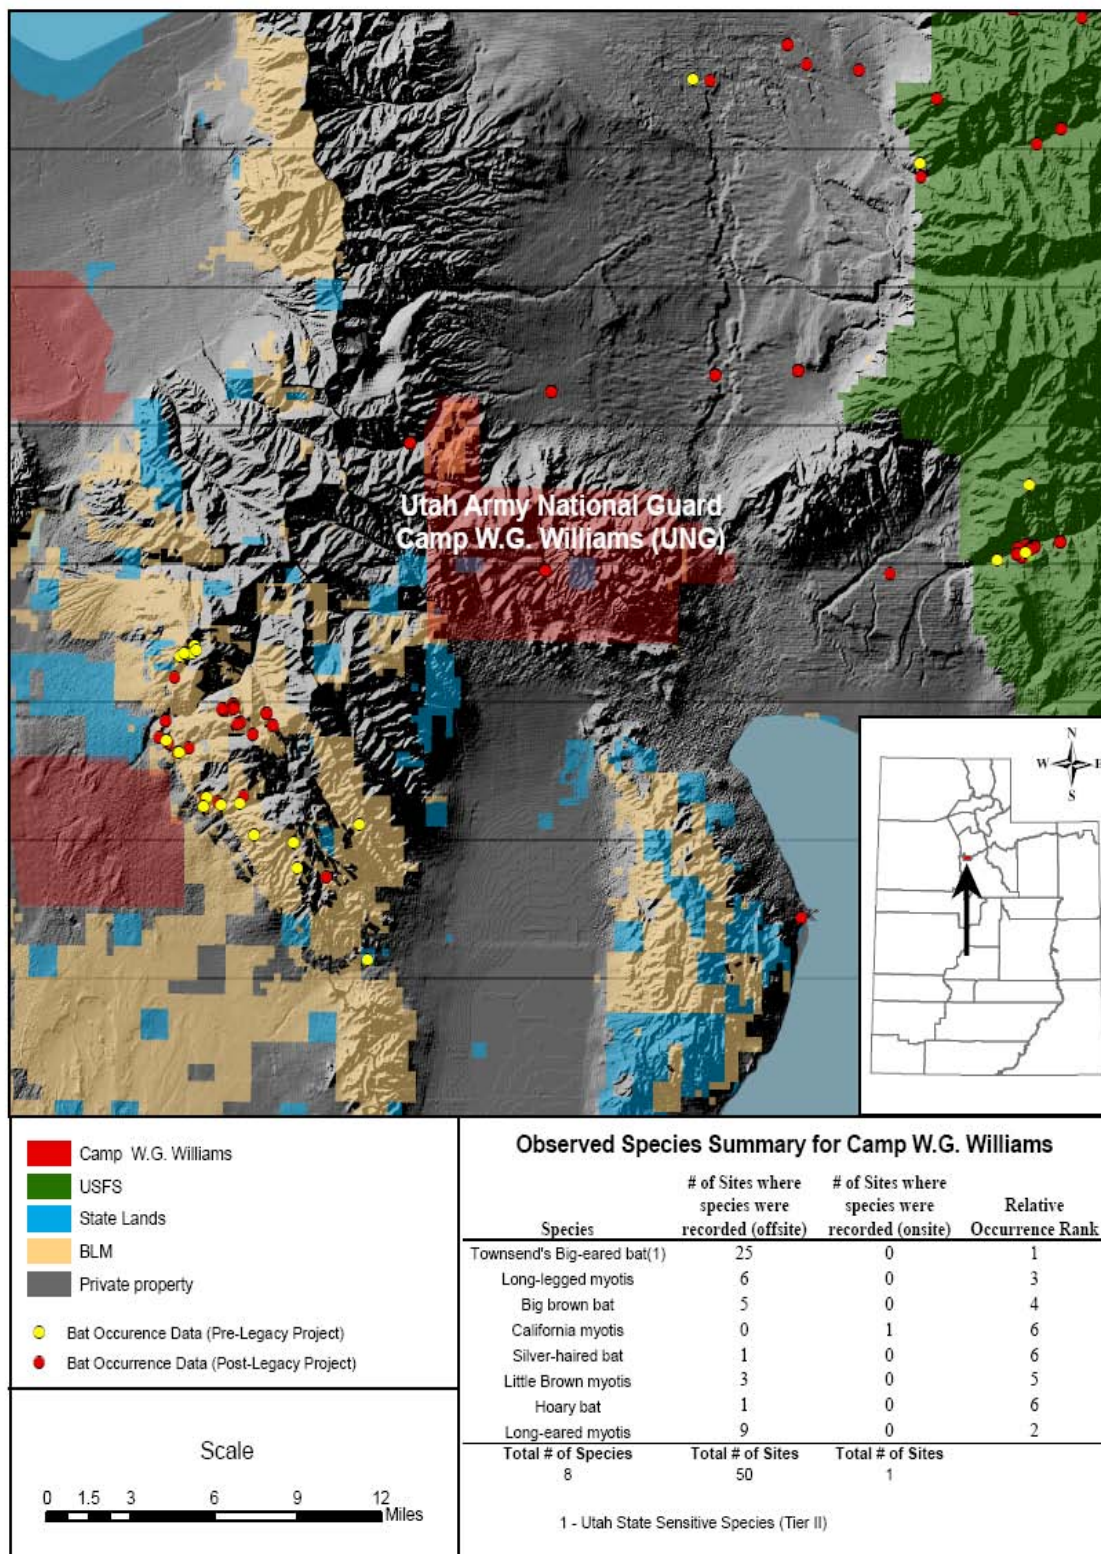 Utah Army National Guard
Camp W.G. Williams (UNG)
N
W E
S
Camp W.G. Williams
USFS
State Lands
BLM
Private property
Bat Occurence Data (Pre-Legacy Project)
Bat Occurrence Data (Post-Legacy Project)
Scale
0 1.5 3 6 9 12
Miles
Observed Species Summary for Camp W.G. Williams
# of Sites where # of Sites where
species were species were Relative
Species recorded (offsite) recorded (onsite) Occurrence Rank
Townsend's Big-eared bat(1) 25 0 1
Long-legged myotis 6 0 3
Big brown bat 5 0 4
California myotis 0 1 6
Silver-haired bat 1 0 6
Little Brown myotis 3 0 5
Hoary bat 1 0 6
Long-eared myotis 9 0 2
Total # of Species Total # of Sites Total # of Sites
8 50 1
1 - Utah State Sensitive Species (Tier II)